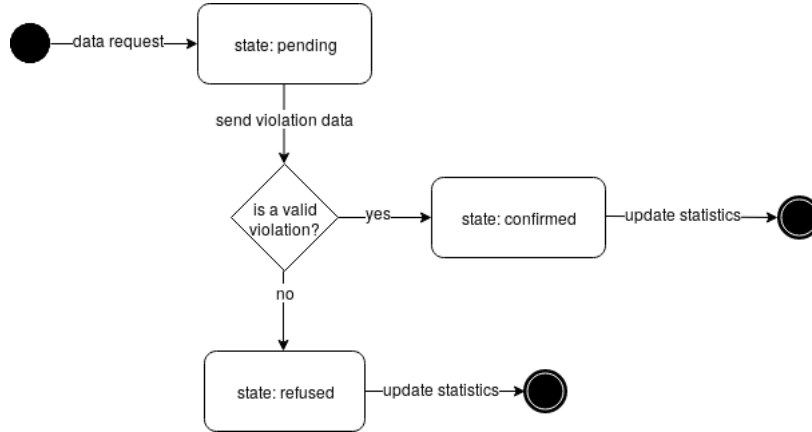 data request
state: pending
send violation data
is a valid
violation?
yes
state: confirmed
update statistics
no
state: refused
update statistics